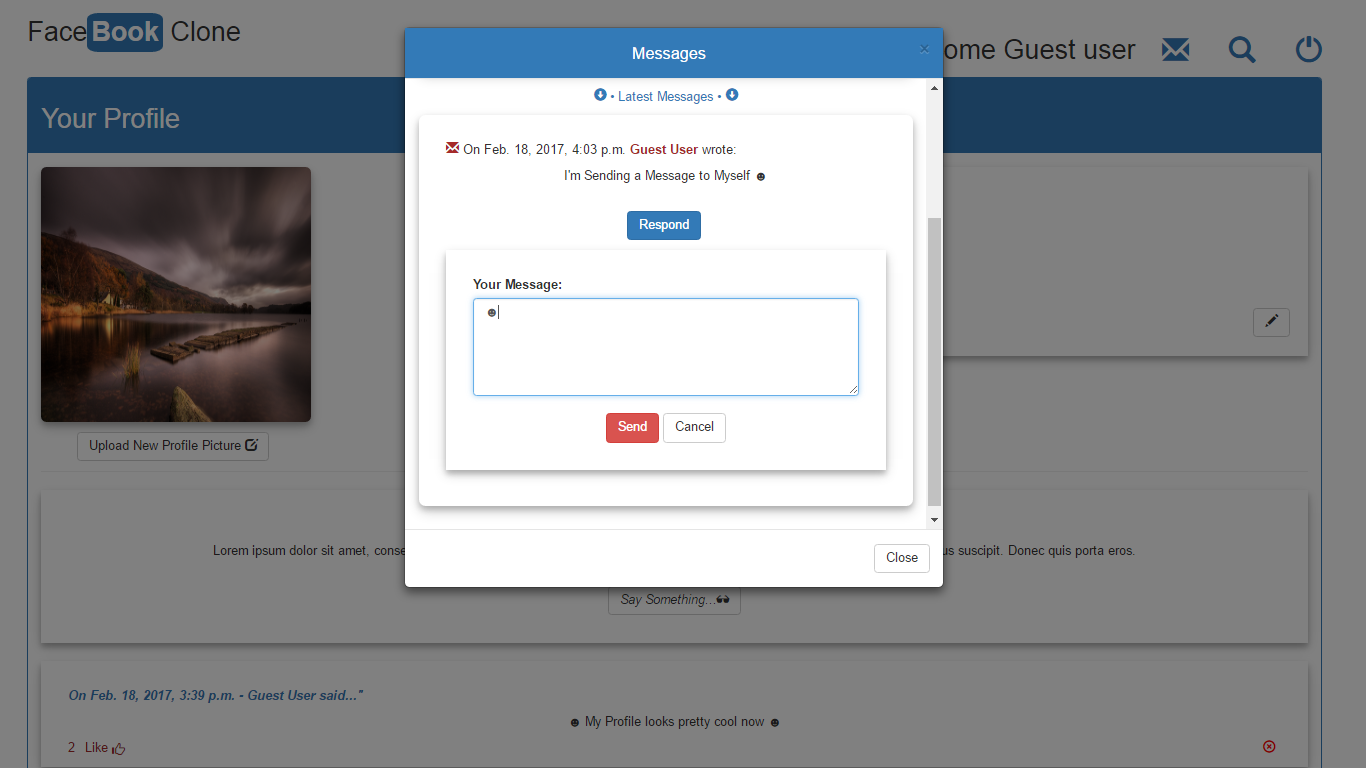 FaceBook Clone
ome Guest user
Messages
×
Your Profile
• Latest Messages •
On Feb. 18, 2017, 4:03 p.m. Guest User wrote:
I'm Sending a Message to Myself ☻
Respond
Your Message:
☻
Send Cancel
Upload New Profile Picture
Close
Lorem ipsum dolor sit amet, conse
us suscipit. Donec quis porta eros.
Say Something...
On Feb. 18, 2017, 3:39 p.m. - Guest User said..."
☻ My Profile looks pretty cool now ☻
2 Like